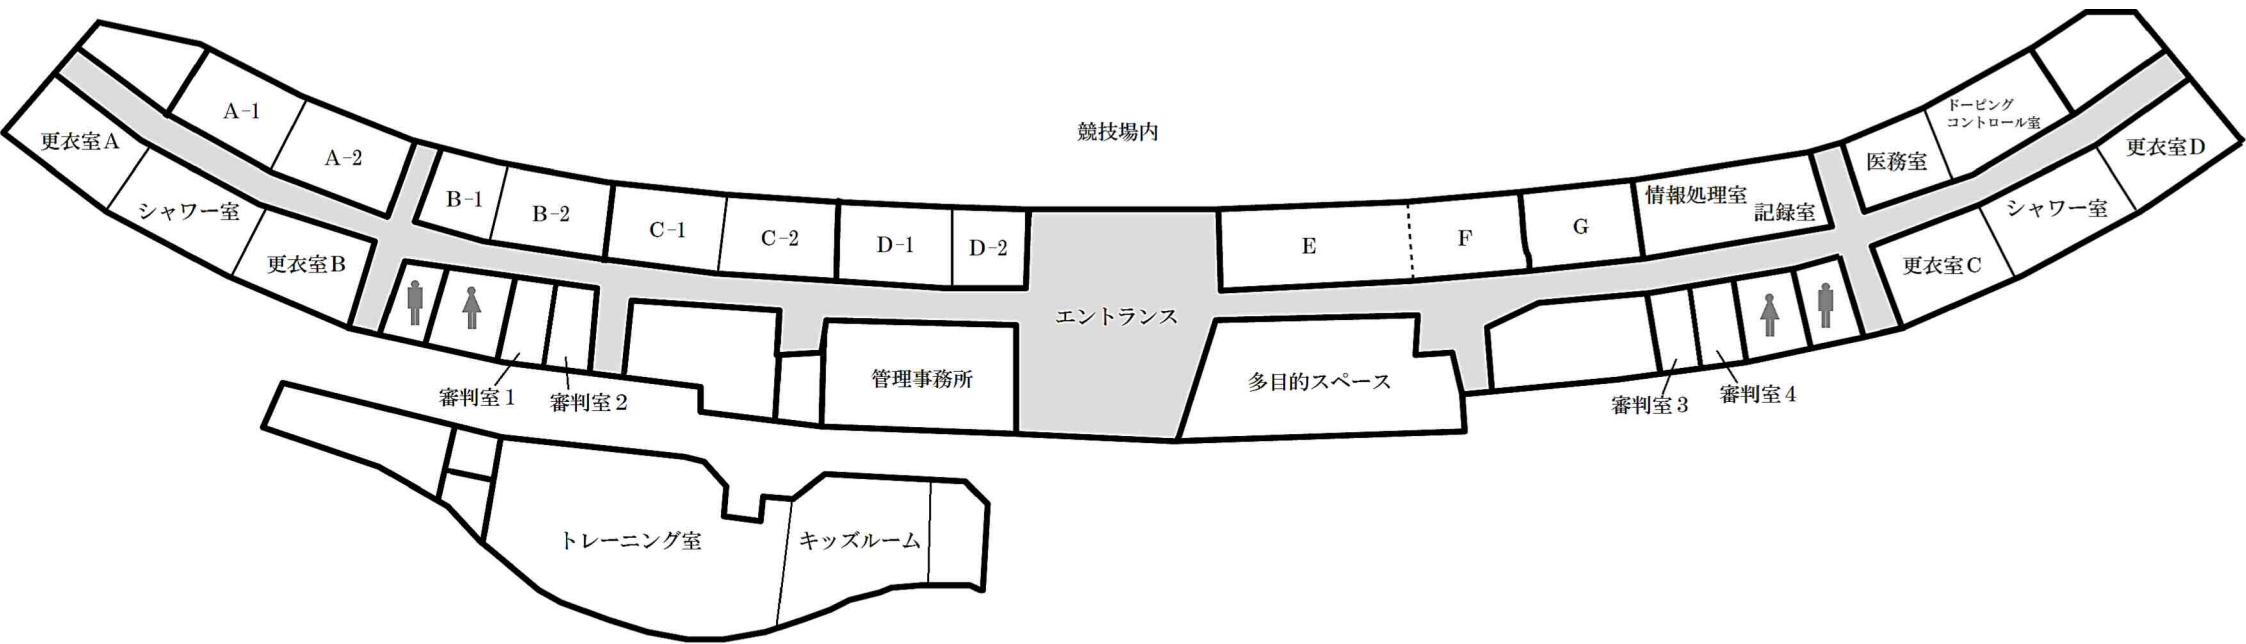 競技場内
A-1
A-2
B-1
B-2
C-1
C-2
D-1
D-2
E
F
G
情報処理室
記録室
医務室
ドーピング
コントロール室
更衣室A
シャワー室
更衣室B
エントランス
更衣室C
シャワー室
更衣室D
審判室1
審判室2
管理事務所
多目的スペース
審判室3
審判室4
トレーニング室
キッズルーム